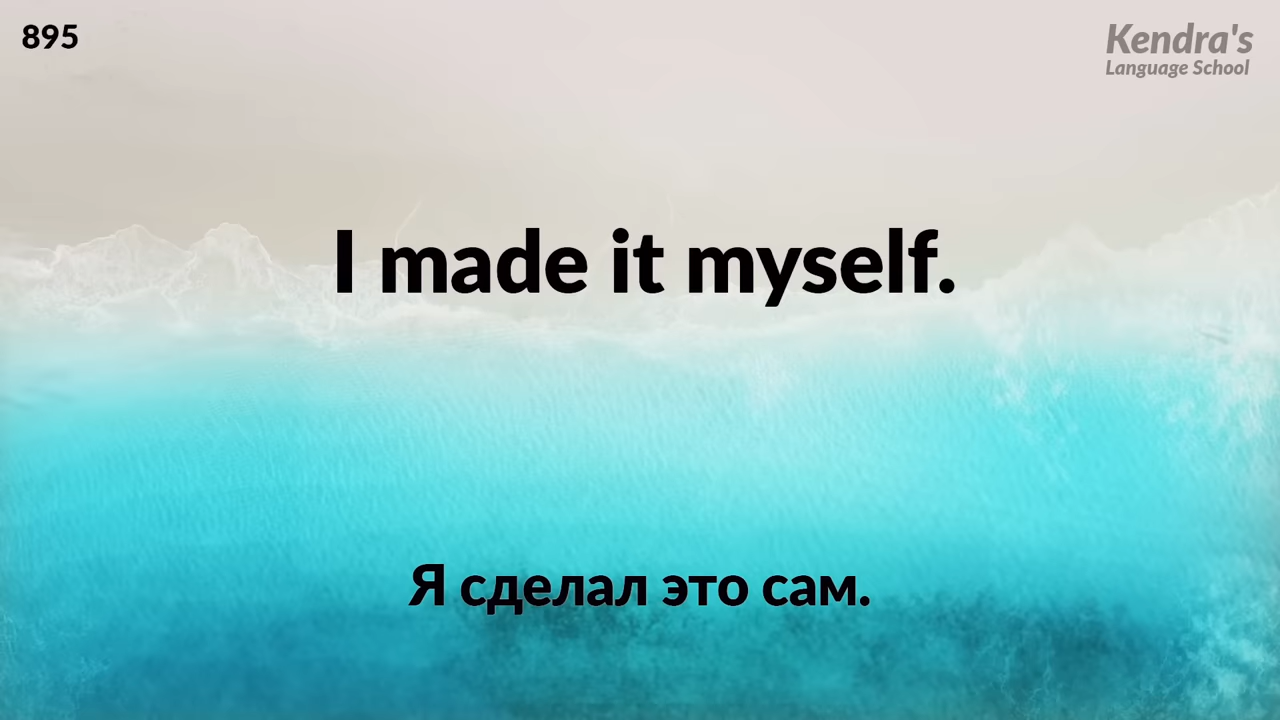 895
Kendra's
Language School
I made it myself.
Я сделал это сам.